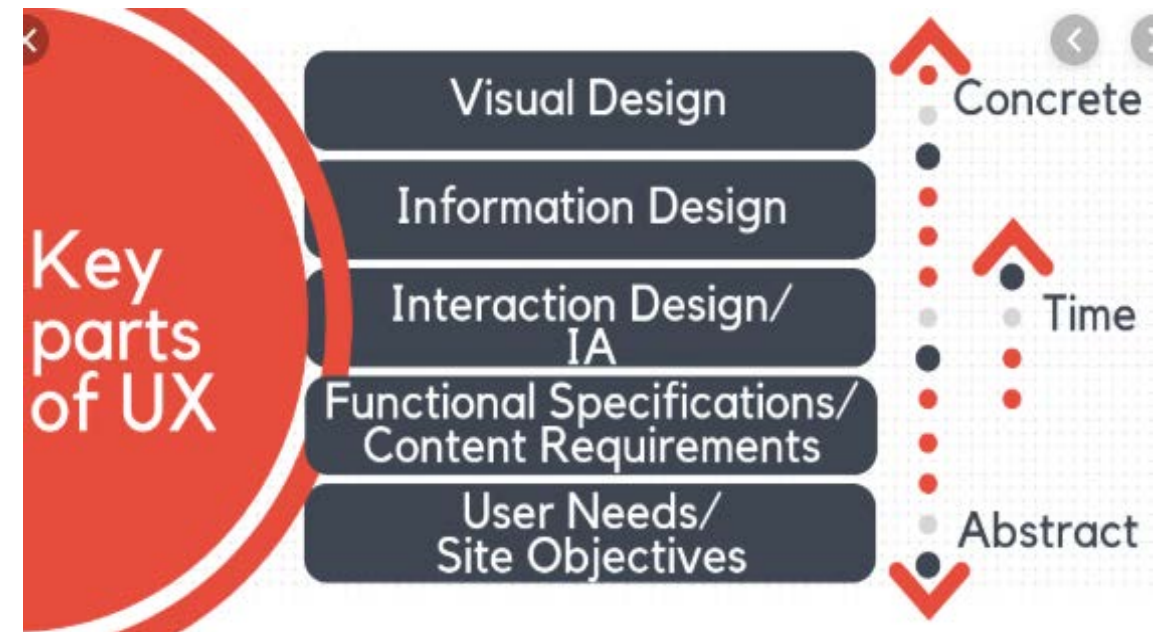 Key
parts
of UX
Visual Design
Information Design
Interaction Design/
IA
Functional Specifications/
Content Requirements
User Needs/
Site Objectives
Concrete
Time
Abstract